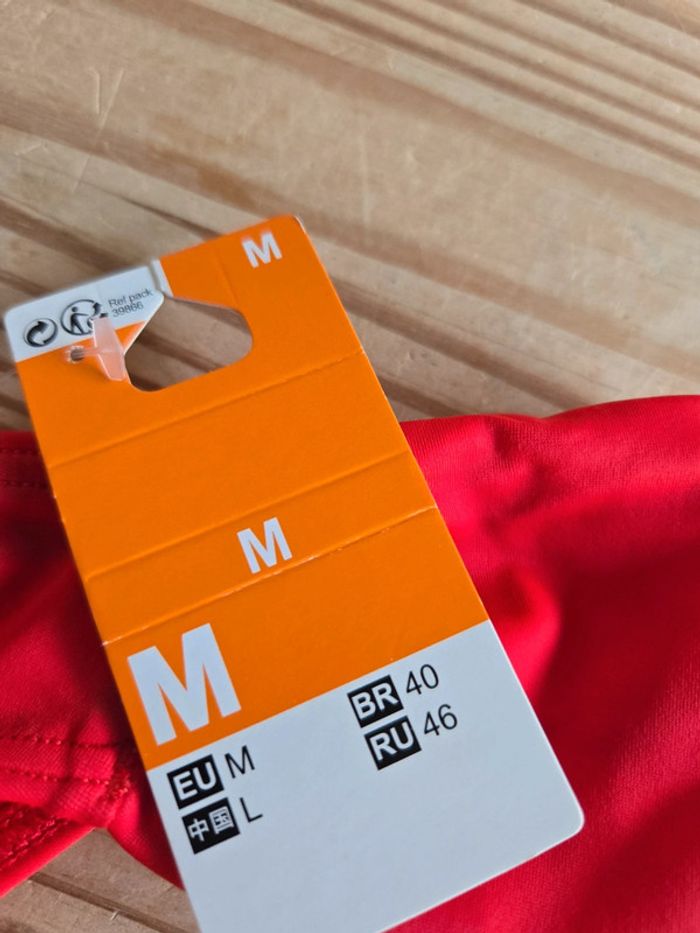 M
Ref pack
39866
M
M
EU M
BR 40
中国 L
RU 46